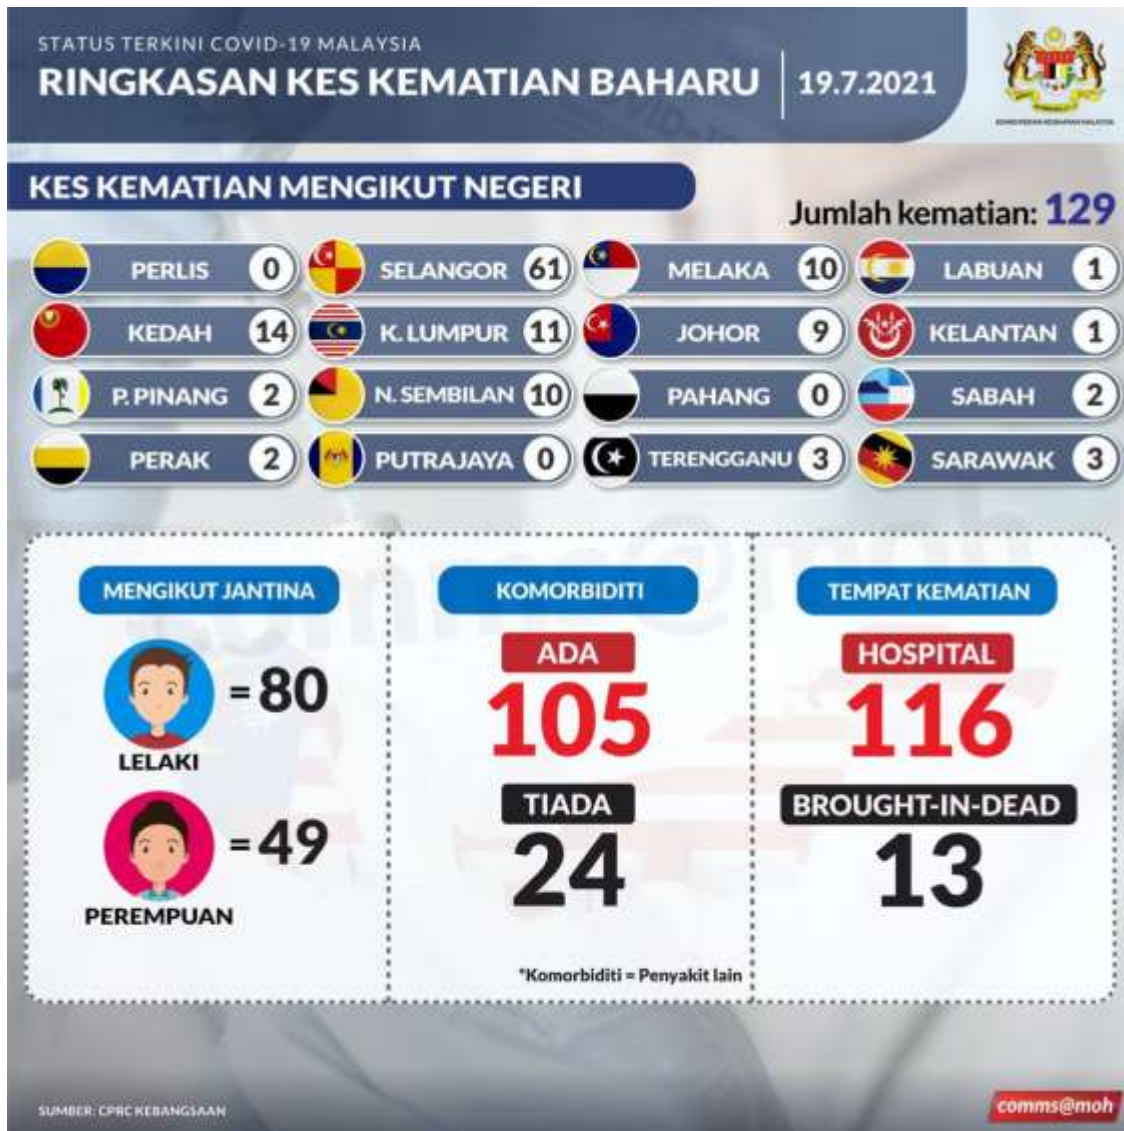 STATUS TERKINI COVID-19 MALAYSIA
RINGKASAN KES KEMATIAN BAHARU
19.7.2021
KEMENTERIAN KESIHATAN MALAYSIA
KES KEMATIAN MENGIKUT NEGERI
Jumlah kematian: 129
PERLIS 0
SELANGOR 61
MELAKA 10
LABUAN 1
KEDAH 14
K. LUMPUR 11
JOHOR 9
KELANTAN 1
P. PINANG 2
N. SEMBILAN 10
PAHANG 0
SABAH 2
PERAK 2
PUTRAJAYA 0
TERENGGANU 3
SARAWAK 3
MENGIKUT JANTINA
= 80
LELAKI
= 49
PEREMPUAN
KOMORBIDITI
ADA
105
TIADA
24
*Komorbiditi = Penyakit lain
TEMPAT KEMATIAN
HOSPITAL
116
BROUGHT-IN-DEAD
13
SUMBER: CPRC KEBANGSAAN
comms@moh